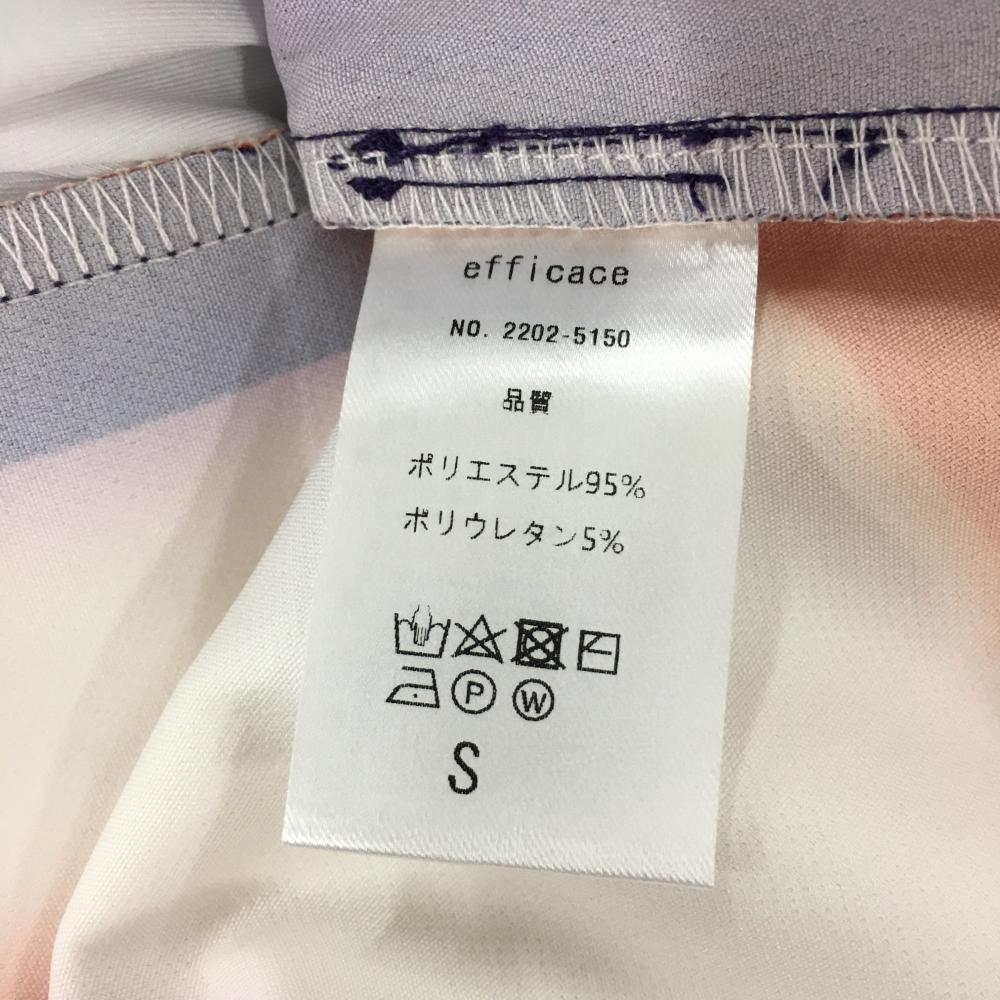 efficace
NO. 2202-5150
品質
ポリエステル95%
ポリウレタン5%
P W
S